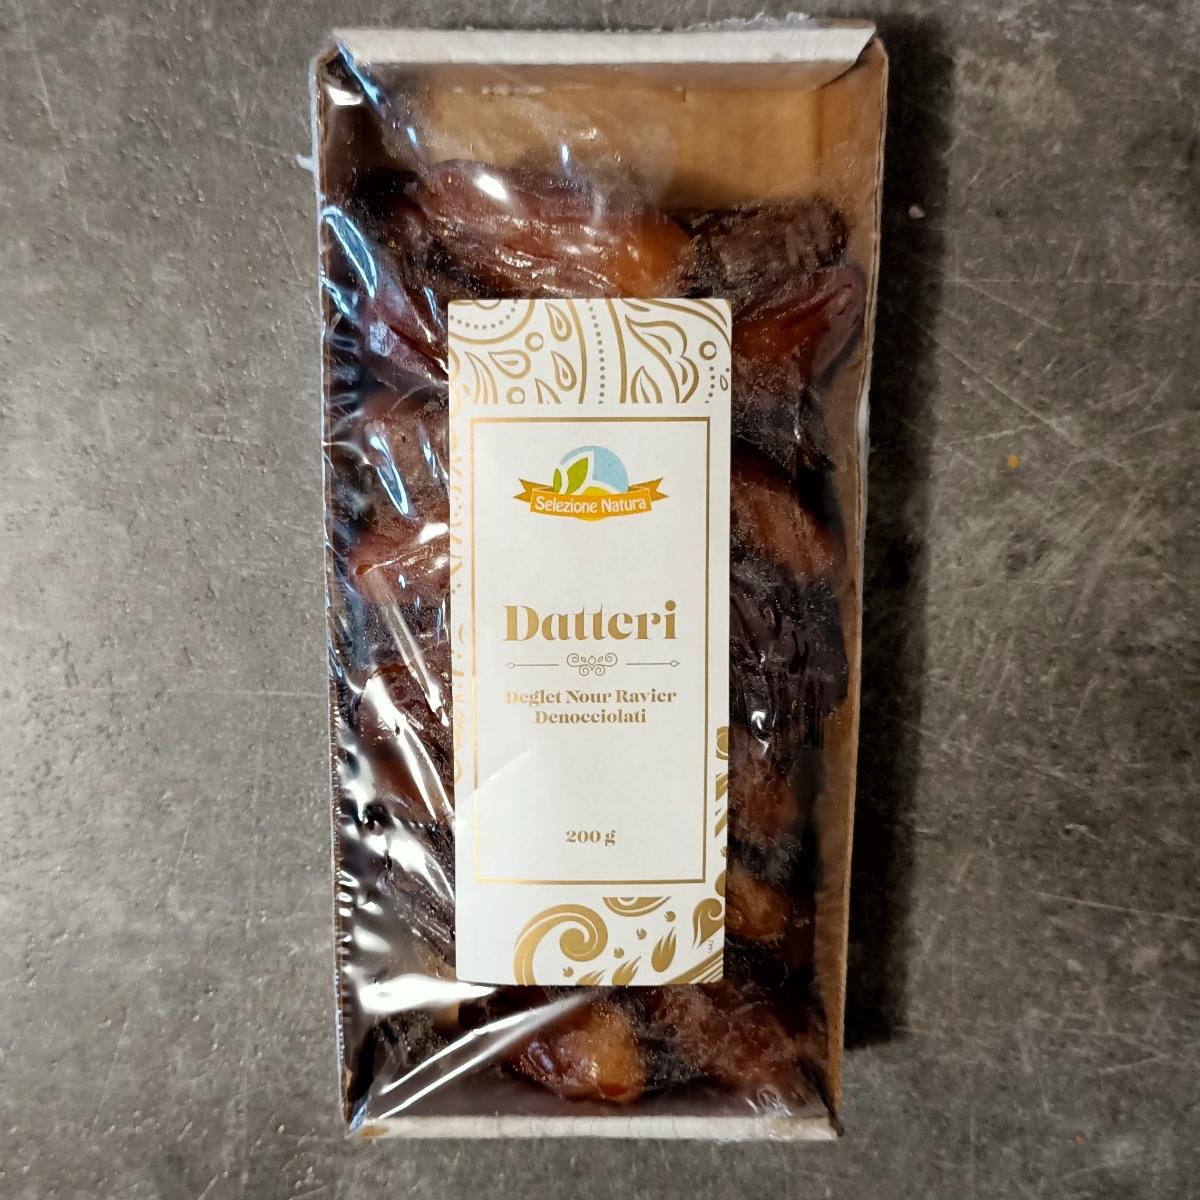 Selezione Natura
Datteri
Deglet Nour Ravier
Denocciolati
200 g